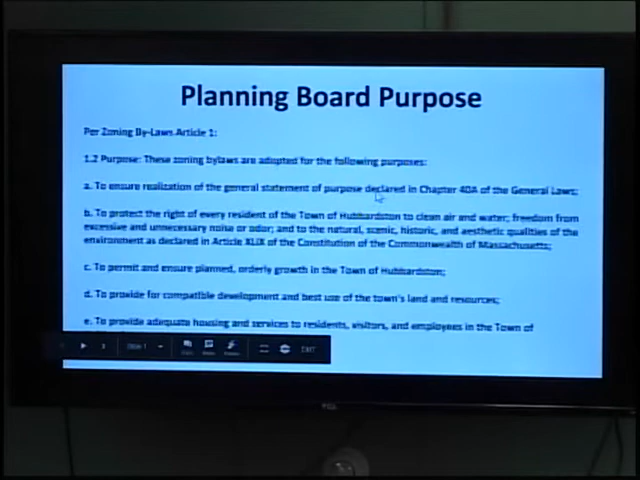 Planning Board Purpose
Per Zoning By-Laws Article 1:
1.2 Purpose: These zoning bylaws are adopted for the following purposes:
a. To ensure realization of the general statement of purpose declared in Chapter 40A of the General Laws;
b. To protect the right of every resident of the Town of Hubbardston to clean air and water; freedom from
excessive and unnecessary noise or odor; and to the natural, scenic, historic, and aesthetic qualities of the
environment as declared in Article XLIX of the Constitution of the Commonwealth of Massachusetts;
c. To permit and ensure planned, orderly growth in the Town of Hubbardston;
d. To provide for compatible development and best use of the town's land and resources;
e. To provide adequate housing and services to residents, visitors, and employees in the Town of
EXIT
TCL